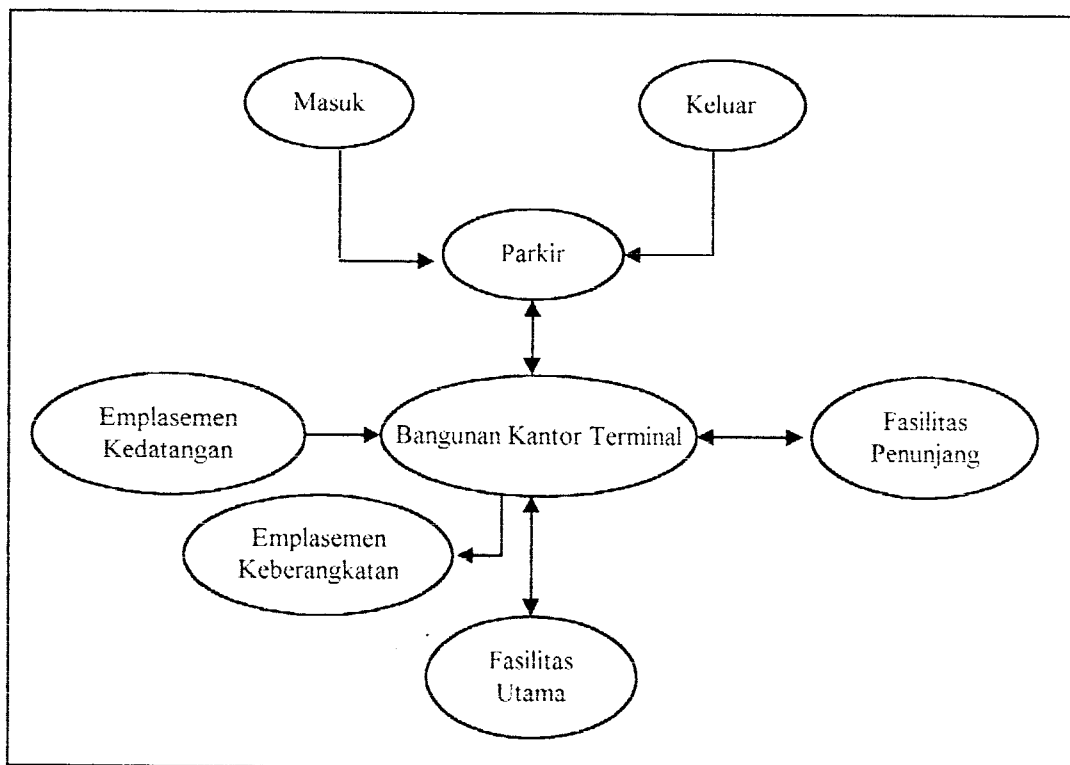 Masuk
Keluar
Parkir
Emplasemen
Kedatangan
Bangunan Kantor Terminal
Fasilitas
Penunjang
Emplasemen
Keberangkatan
Fasilitas
Utama